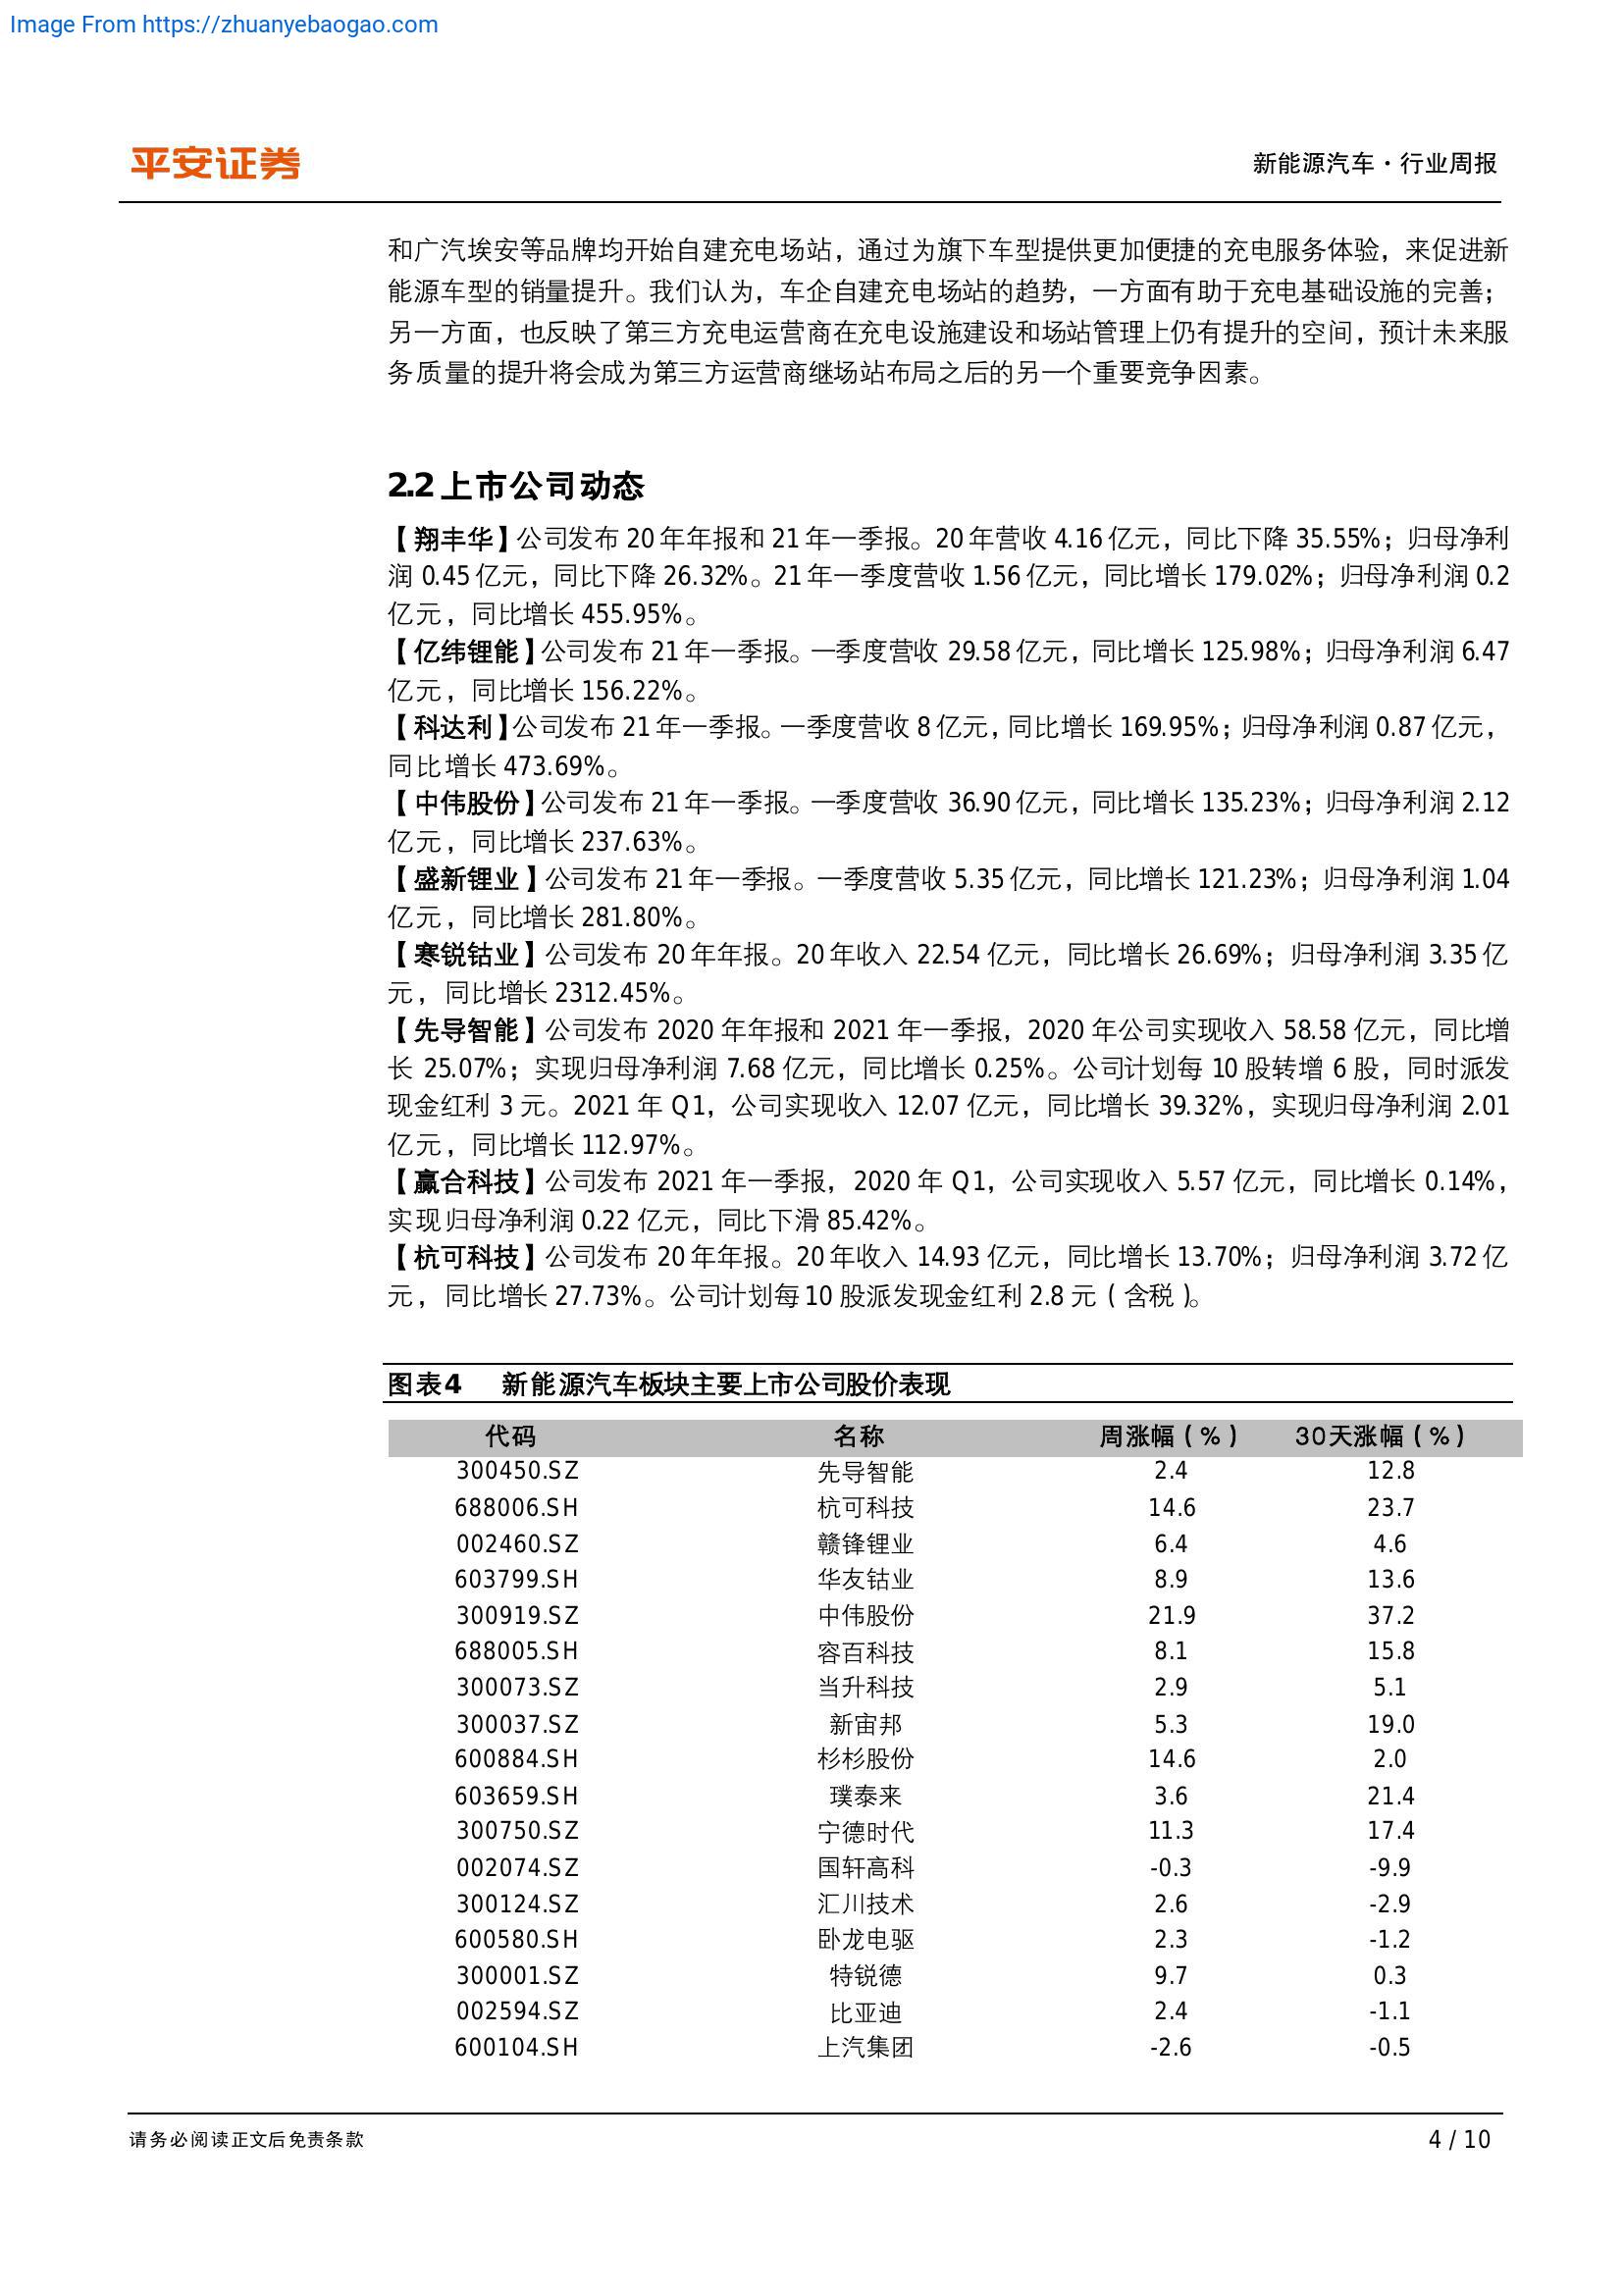 Image From https://zhuanyebaogao.com
平安证券
新能源汽车·行业周报
和广汽埃安等品牌均开始自建充电场站，通过为旗下车型提供更加便捷的充电服务体验，来促进新
能源车型的销量提升。我们认为，车企自建充电场站的趋势，一方面有助于充电基础设施的完善；
另一方面，也反映了第三方充电运营商在充电设施建设和场站管理上仍有提升的空间，预计未来服
务质量的提升将会成为第三方运营商继场站布局之后的另一个重要竞争因素。
2.2 上市公司动态
【翔丰华】公司发布 20 年年报和 21 年一季报。20 年营收 4.16 亿元，同比下降 35.55%；归母净利
润 0.45 亿元，同比下降 26.32%。21 年一季度营收 1.56 亿元，同比增长 179.02%；归母净利润 0.2
亿元，同比增长 455.95%。
【亿纬锂能】公司发布 21 年一季报。一季度营收 29.58 亿元，同比增长 125.98%；归母净利润 6.47
亿元，同比增长 156.22%。
【科达利】公司发布 21 年一季报。一季度营收 8 亿元，同比增长 169.95%；归母净利润 0.87 亿元，
同比增长 473.69%。
【中伟股份】公司发布 21 年一季报。一季度营收 36.90 亿元，同比增长 135.23%；归母净利润 2.12
亿元，同比增长 237.63%。
【盛新锂业】公司发布 21 年一季报。一季度营收 5.35 亿元，同比增长 121.23%；归母净利润 1.04
亿元，同比增长 281.80%。
【寒锐钴业】公司发布 20 年年报。20 年收入 22.54 亿元，同比增长 26.69%；归母净利润 3.35 亿
元，同比增长 2312.45%。
【先导智能】公司发布 2020 年年报和 2021 年一季报，2020 年公司实现收入 58.58 亿元，同比增
长 25.07%；实现归母净利润 7.68 亿元，同比增长 0.25%。公司计划每 10 股转增 6 股，同时派发
现金红利 3 元。2021 年 Q1，公司实现收入 12.07 亿元，同比增长 39.32%，实现归母净利润 2.01
亿元，同比增长 112.97%。
【赢合科技】公司发布 2021 年一季报，2020 年 Q1，公司实现收入 5.57 亿元，同比增长 0.14%，
实现归母净利润 0.22 亿元，同比下滑 85.42%。
【杭可科技】公司发布 20 年年报。20 年收入 14.93 亿元，同比增长 13.70%；归母净利润 3.72 亿
元，同比增长 27.73%。公司计划每 10 股派发现金红利 2.8 元（含税）。
图表4 新能源汽车板块主要上市公司股价表现
代码 名称 周涨幅（%） 30天涨幅（%）
300450.SZ 先导智能 2.4 12.8
688006.SH 杭可科技 14.6 23.7
002460.SZ 赣锋锂业 6.4 4.6
603799.SH 华友钴业 8.9 13.6
300919.SZ 中伟股份 21.9 37.2
688005.SH 容百科技 8.1 15.8
300073.SZ 当升科技 2.9 5.1
300037.SZ 新宙邦 5.3 19.0
600884.SH 杉杉股份 14.6 2.0
603659.SH 璞泰来 3.6 21.4
300750.SZ 宁德时代 11.3 17.4
002074.SZ 国轩高科 -0.3 -9.9
300124.SZ 汇川技术 2.6 -2.9
600580.SH 卧龙电驱 2.3 -1.2
300001.SZ 特锐德 9.7 0.3
002594.SZ 比亚迪 2.4 -1.1
600104.SH 上汽集团 -2.6 -0.5
请务必阅读正文后免责条款
4 / 10